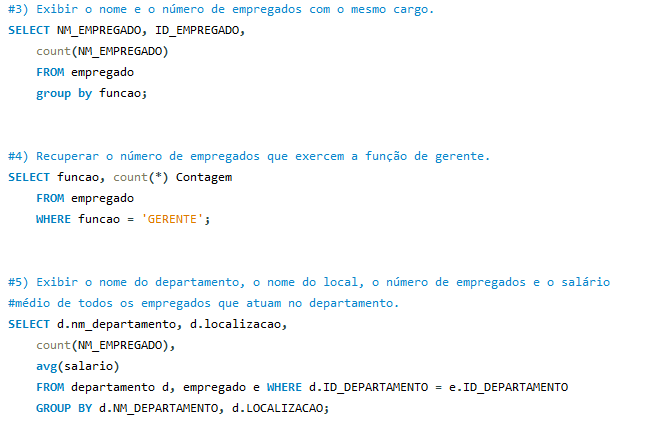 #3) Exibir o nome e o número de empregados com o mesmo cargo.
SELECT NM_EMPREGADO, ID_EMPREGADO,
count(NM_EMPREGADO)
FROM empregado
group by funcao;
#4) Recuperar o número de empregados que exercem a função de gerente.
SELECT funcao, count(*) Contagem
FROM empregado
WHERE funcao = 'GERENTE';
#5) Exibir o nome do departamento, o nome do local, o número de empregados e o salário
#médio de todos os empregados que atuam no departamento.
SELECT d.nm_departamento, d.localizacao,
count(NM_EMPREGADO),
avg(salario)
FROM departamento d, empregado e WHERE d.ID_DEPARTAMENTO = e.ID_DEPARTAMENTO
GROUP BY d.NM_DEPARTAMENTO, d.LOCALIZACAO;